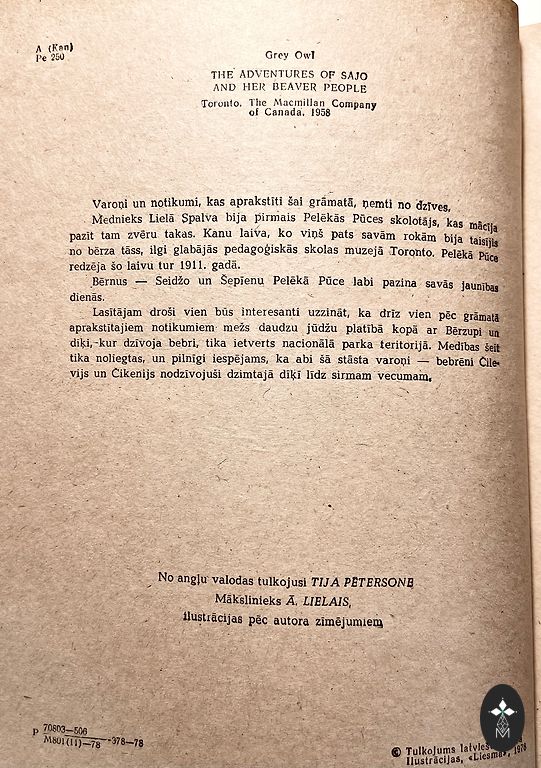 A (Kan)
Pe 250
Grey Owl
THE ADVENTURES OF SAJO
AND HER BEAVER PEOPLE
Toronto. The Macmillan Company
of Canada. 1958
Varoņi un notikumi, kas aprakstīti šai grāmatā, ņemti no dzīves.
Mednieks Lielā Spalva bija pirmais Pelēkās Pūces skolotājs, kas mācīja
pazīt tam zvēru takas. Kanu laiva, ko viņš pats savām rokām bija taisījis
no bērza tāss, ilgi glabājās pedagoģiskās skolas muzejā Toronto. Pelēkā Pūce
redzēja šo laivu tur 1911. gadā.
Bērnus — Seidžo un Šepīenu Pelēkā Pūce labi pazina savās jaunības
dienās.
Lasītājam droši vien būs interesanti uzzināt, ka drīz vien pēc grāmatā
aprakstītajiem notikumiem mežs daudzu jūdžu platībā kopā ar Bērzupi un
dīķi, kur dzīvoja bebri, tika ietverts nacionālā parka teritorijā. Medības šeit
tika noliegtas, un pilnīgi iespējams, ka abi šā stāsta varoņi — bebrēni Čile-
vijs un Čikenijs nodzīvojuši dzimtajā dīķī līdz sirmam vecumam.
No angļu valodas tulkojusi TIJA PĒTERSONE
Mākslinieks Ā. LIELAIS,
ilustrācijas pēc autora zīmējumiem
P 70803—506
M801(11)—78 -378—78
© Tulkojums
Ilustrācijas, «Liesma», 1978